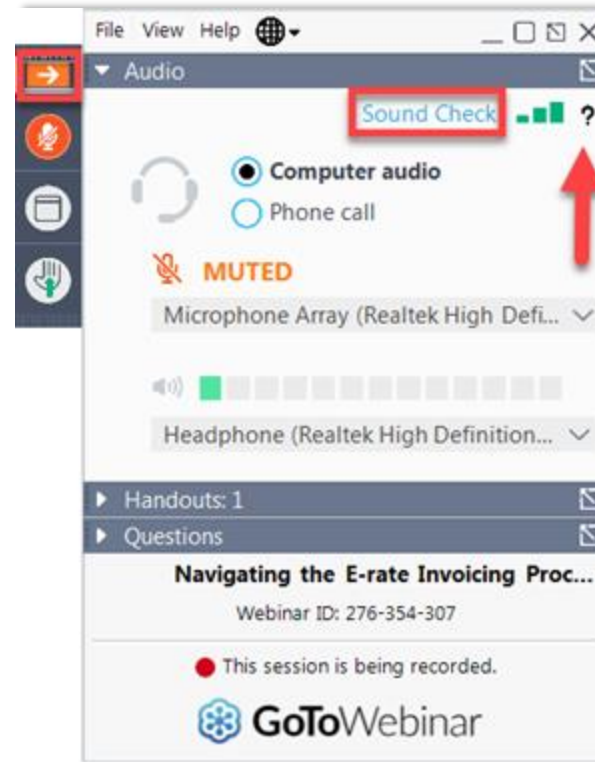 File View Help
Audio
Sound Check ?
Computer audio
Phone call
MUTED
Microphone Array (Realtek High Defi...
Headphone (Realtek High Definition...
Handouts: 1
Questions
Navigating the E-rate Invoicing Proc...
Webinar ID: 276-354-307
This session is being recorded.
GoToWebinar